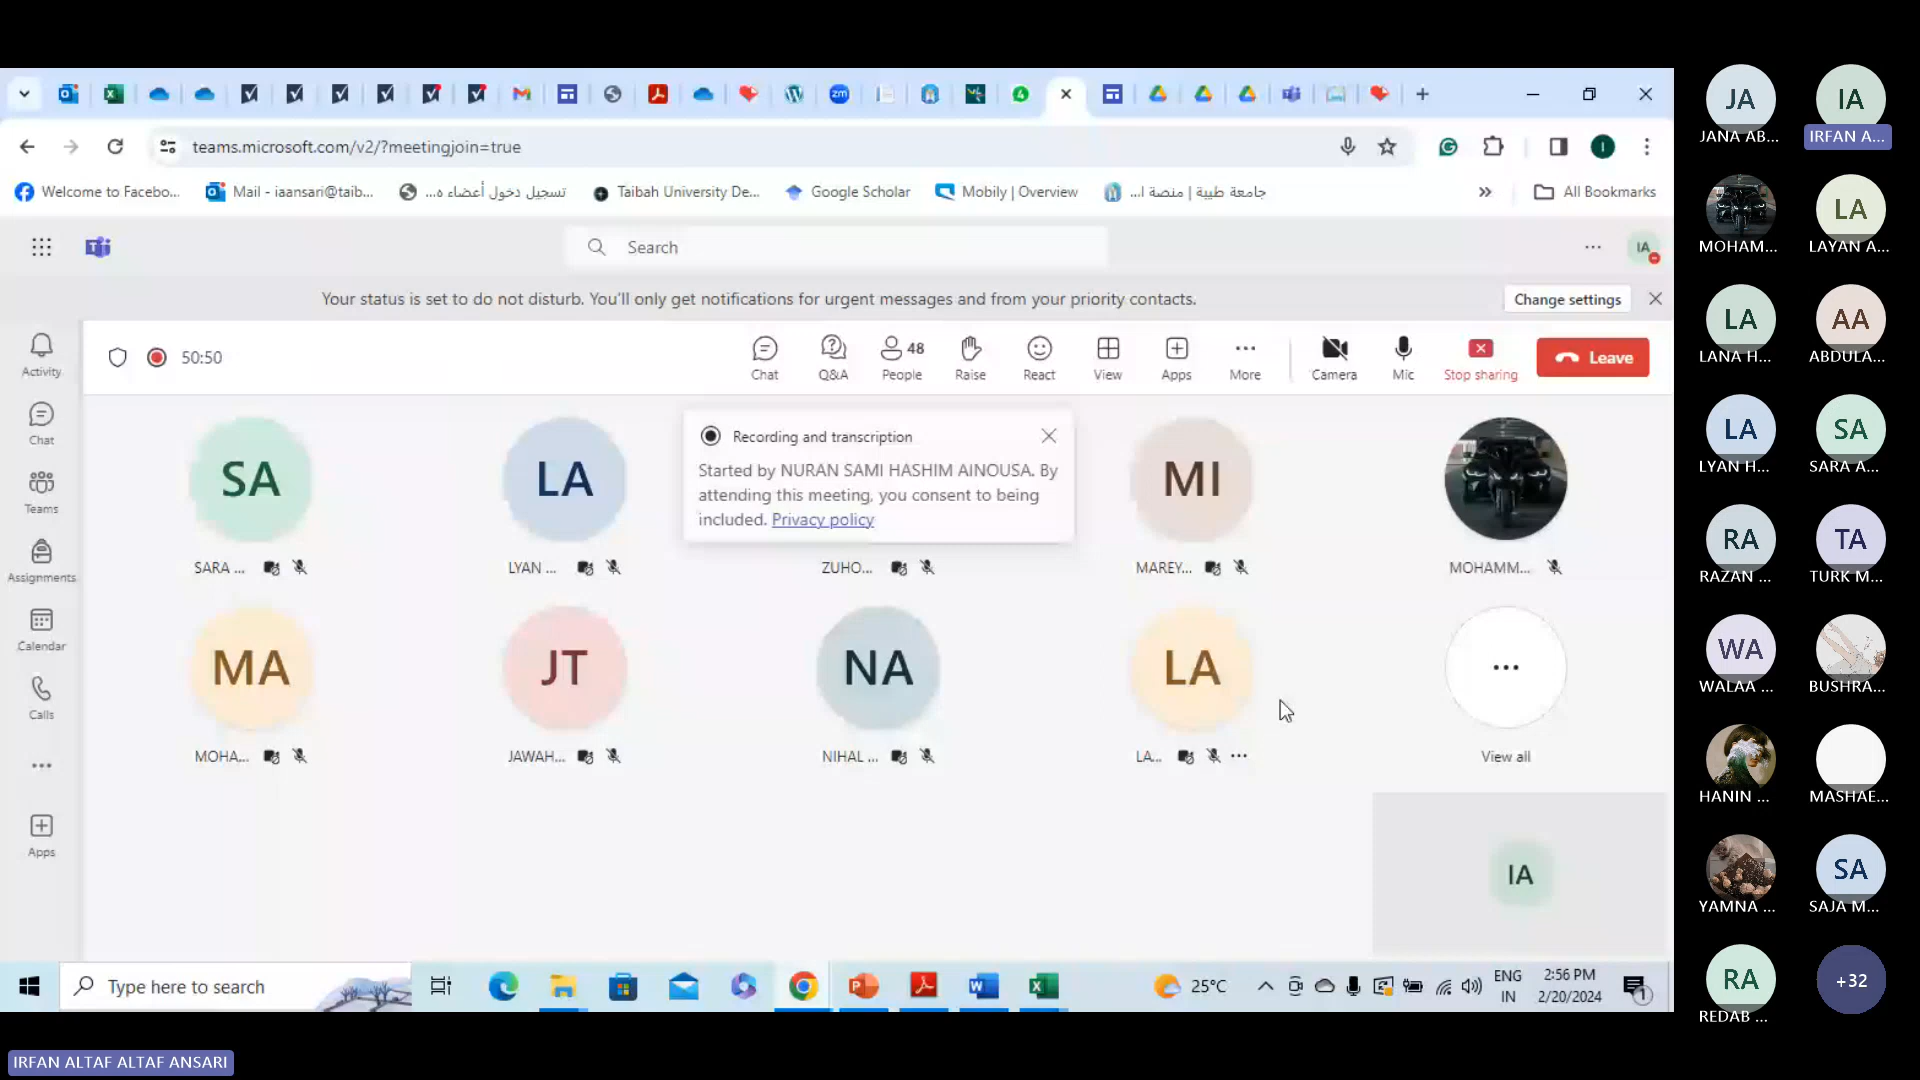 teams.microsoft.com/v2/?meetingjoin=true
Welcome to Facebo... Mail - iaansari@taib... تسجيل دخول أعضاء ه... Taibah University De... Google Scholar Mobily | Overview جامعة طيبة | منصة ا... » All Bookmarks
Search
IA
Your status is set to do not disturb. You'll only get notifications for urgent messages and from your priority contacts.
Change settings
50:50
48
Chat Q&A People Raise React View Apps More Camera Mic Stop sharing Leave
Activity
Chat
Teams
Assignments
Calendar
Calls
Apps
Recording and transcription
Started by NURAN SAMI HASHIM AINOUSA. By
attending this meeting, you consent to being
included. Privacy policy
SA LA MI
SARA ... LYAN ... ZUHO... MAREY... MOHAMM...
MA JT NA LA ...
MOHA... JAWAH... NIHAL ... LA... View all
IA
Type here to search
25°C
ENG
IN
2:56 PM
2/20/2024
1
JA IA
JANA AB... IRFAN A...
LA
MOHAM... LAYAN A...
LA AA
LANA H... ABDULA...
LA SA
LYAN H... SARA A...
RA TA
RAZAN ... TURK M...
WA
WALAA ... BUSHRA...
HANIN ... MASHAE...
SA
YAMNA ... SAJA M...
RA +32
REDAB ...
IRFAN ALTAF ALTAF ANSARI